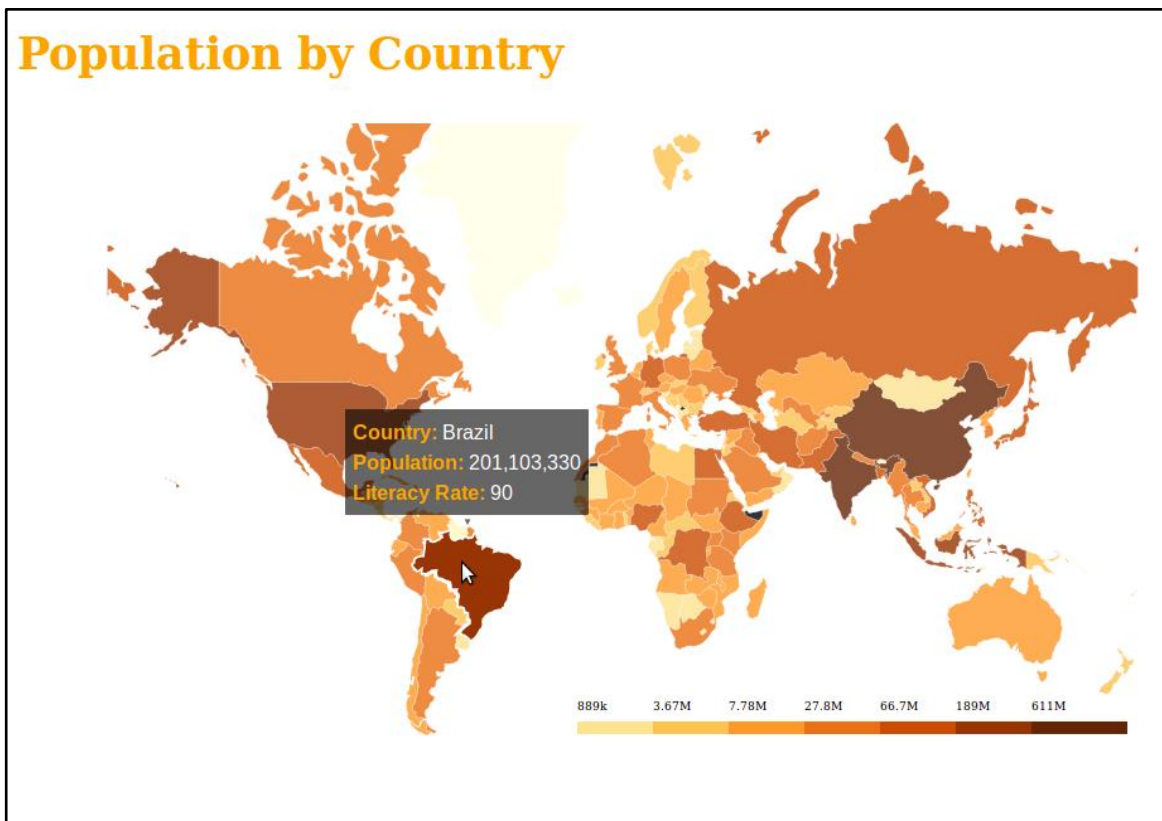 Population by Country
Country: Brazil
Population: 201,103,330
Literacy Rate: 90
889k 3.67M 7.78M 27.8M 66.7M 189M 611M